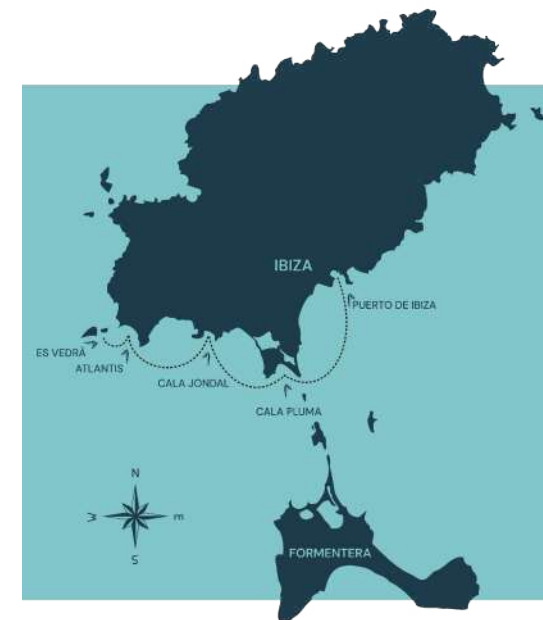 IBIZA
PUERTO DE IBIZA
ES VEDRÀ
ATLANTIS
CALA JONDAL
CALA PLUMA
N
W
E
S
FORMENTERA